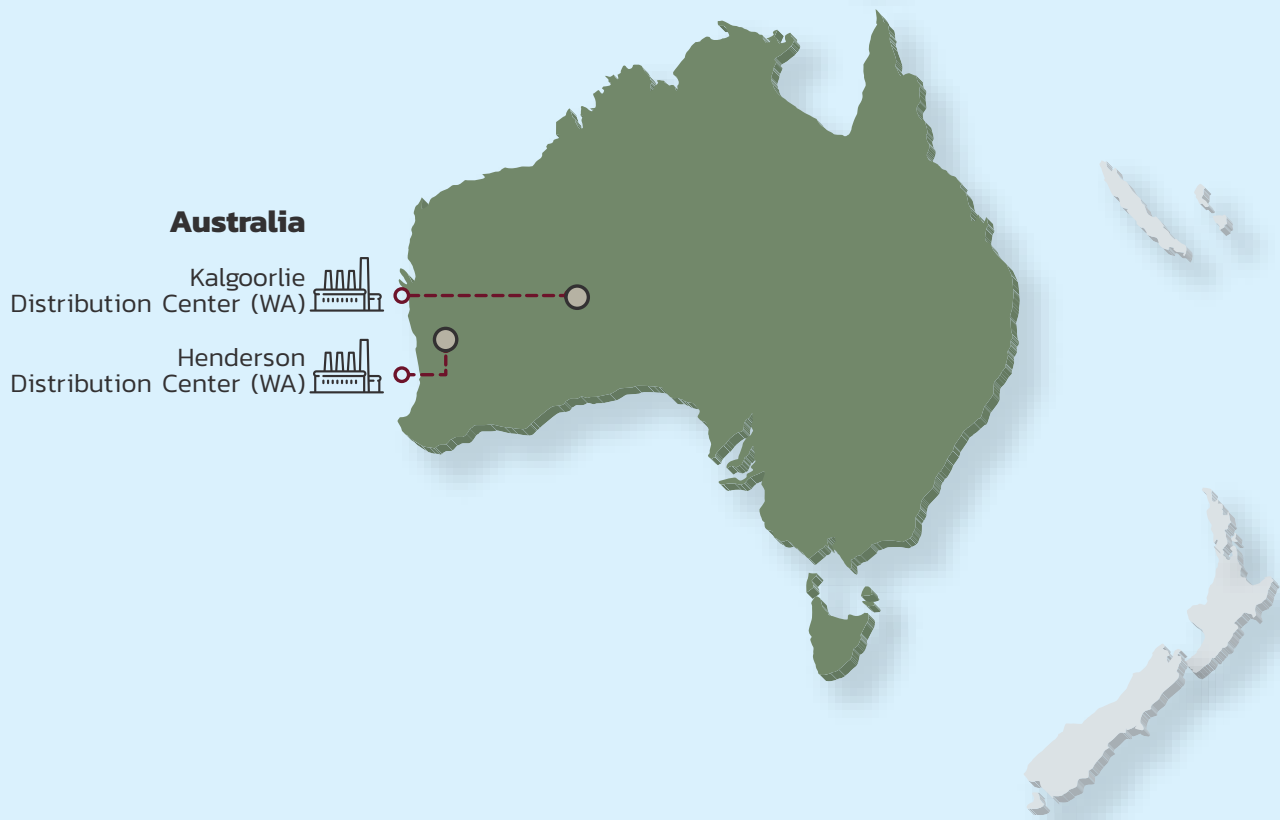 Australia
Kalgoorlie
Distribution Center (WA)
Henderson
Distribution Center (WA)